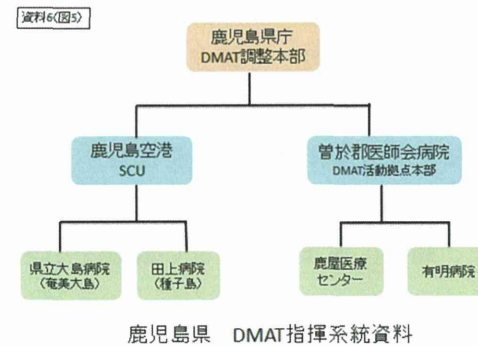 資料6(図5)
鹿児島県庁
DMAT調整本部
鹿児島空港
SCU
曽於郡医師会病院
DMAT活動拠点本部
県立大島病院
(奄美大島)
田上病院
(種子島)
鹿屋医療
センター
有明病院
鹿児島県 DMAT指揮系統資料